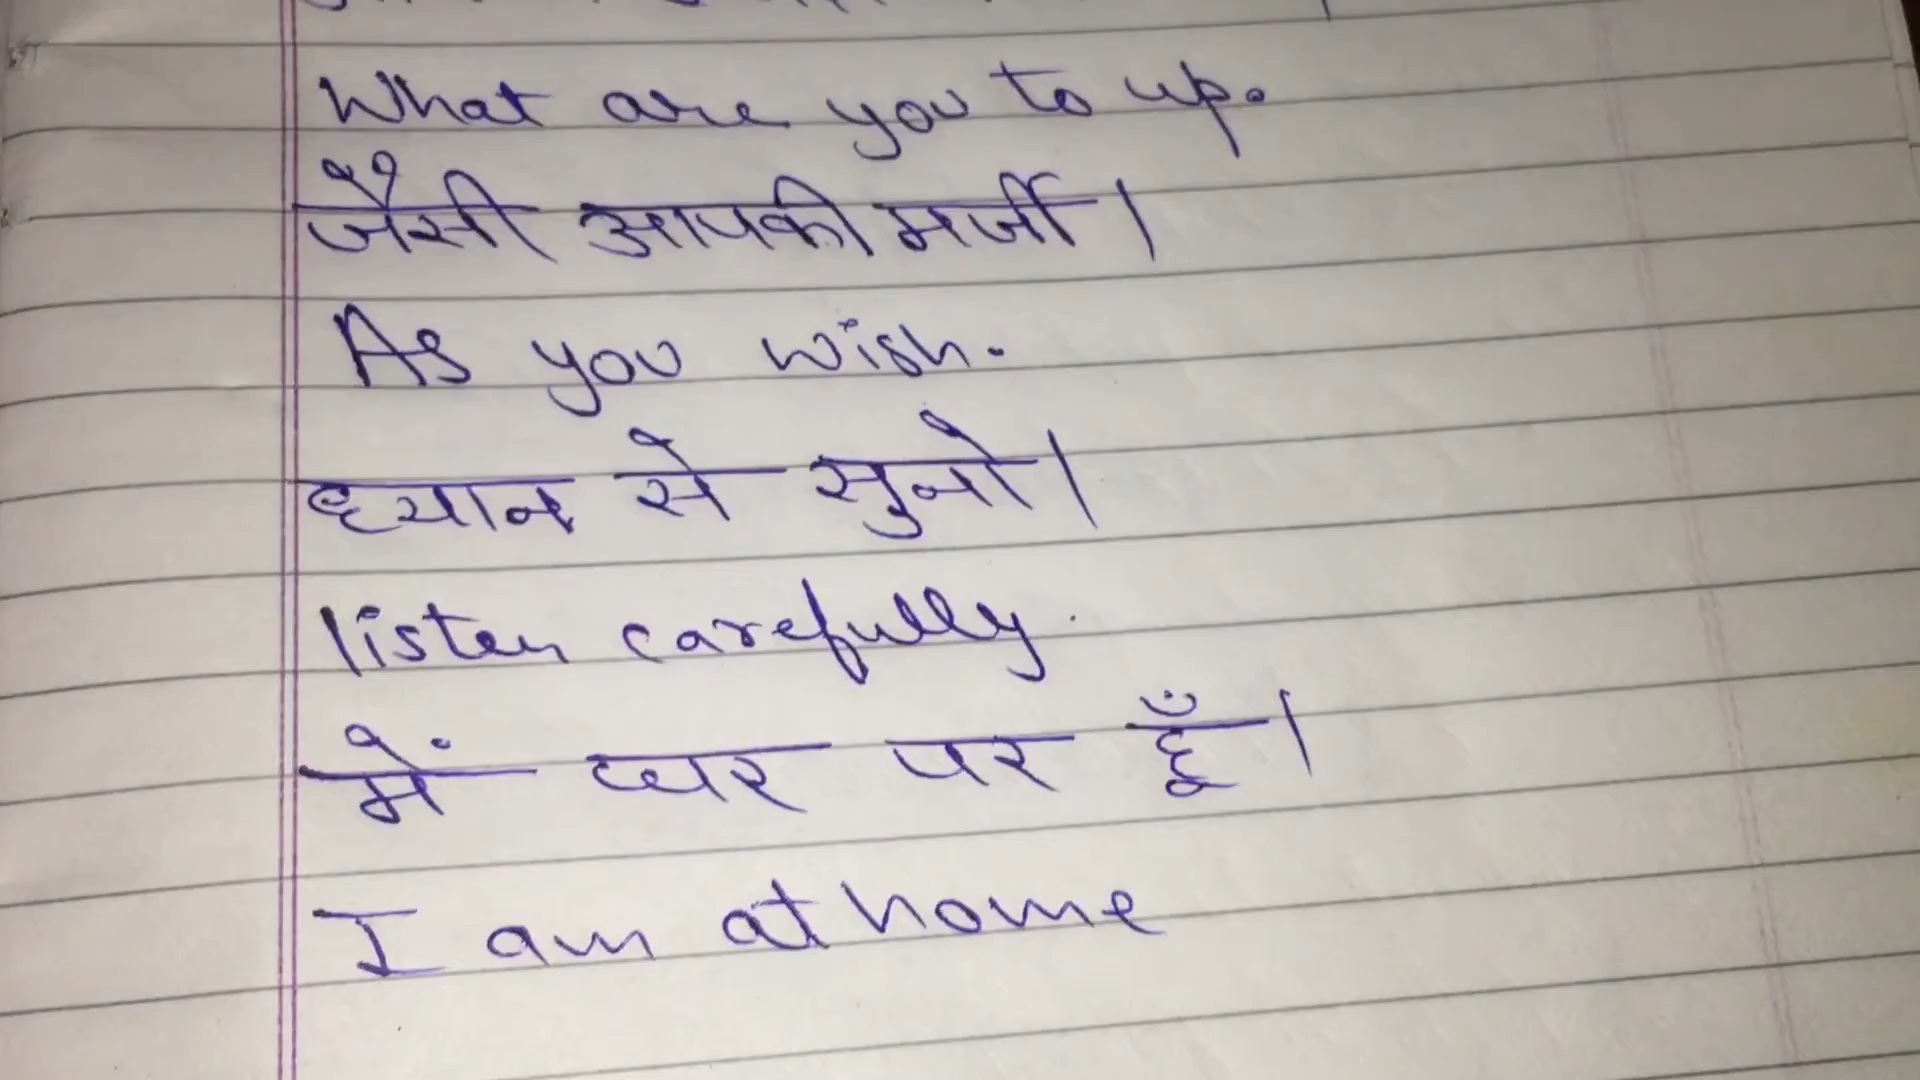 What are you to up.
जैसी आपकी मर्जी।
As you wish.
ध्यान से सुनो।
listen carefully.
में घर पर हूँ।
I am at home